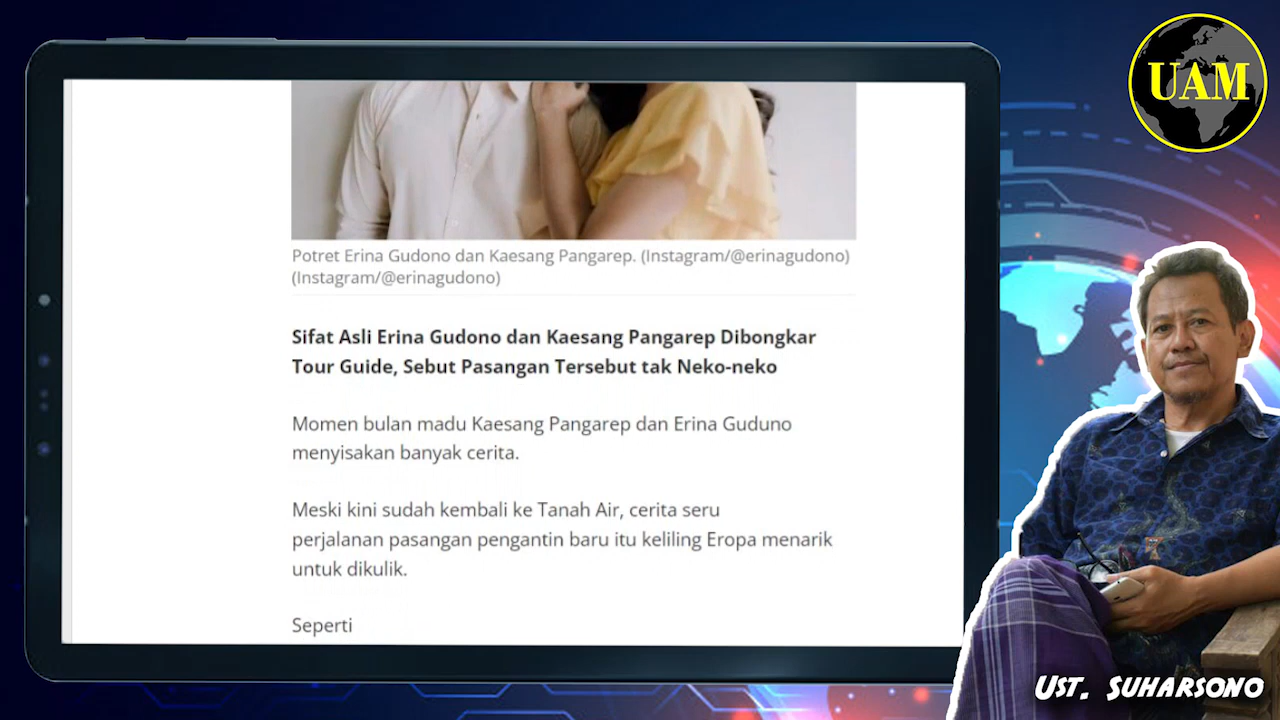 Potret Erina Gudono dan Kaesang Pangarep. (Instagram/@erinagudono)
(Instagram/@erinagudono)
Sifat Asli Erina Gudono dan Kaesang Pangarep Dibongkar
Tour Guide, Sebut Pasangan Tersebut tak Neko-neko
Momen bulan madu Kaesang Pangarep dan Erina Guduno
menyisakan banyak cerita.
Meski kini sudah kembali ke Tanah Air, cerita seru
perjalanan pasangan pengantin baru itu keliling Eropa menarik
untuk dikulik.
Seperti
UAM
Ust. Suharsono